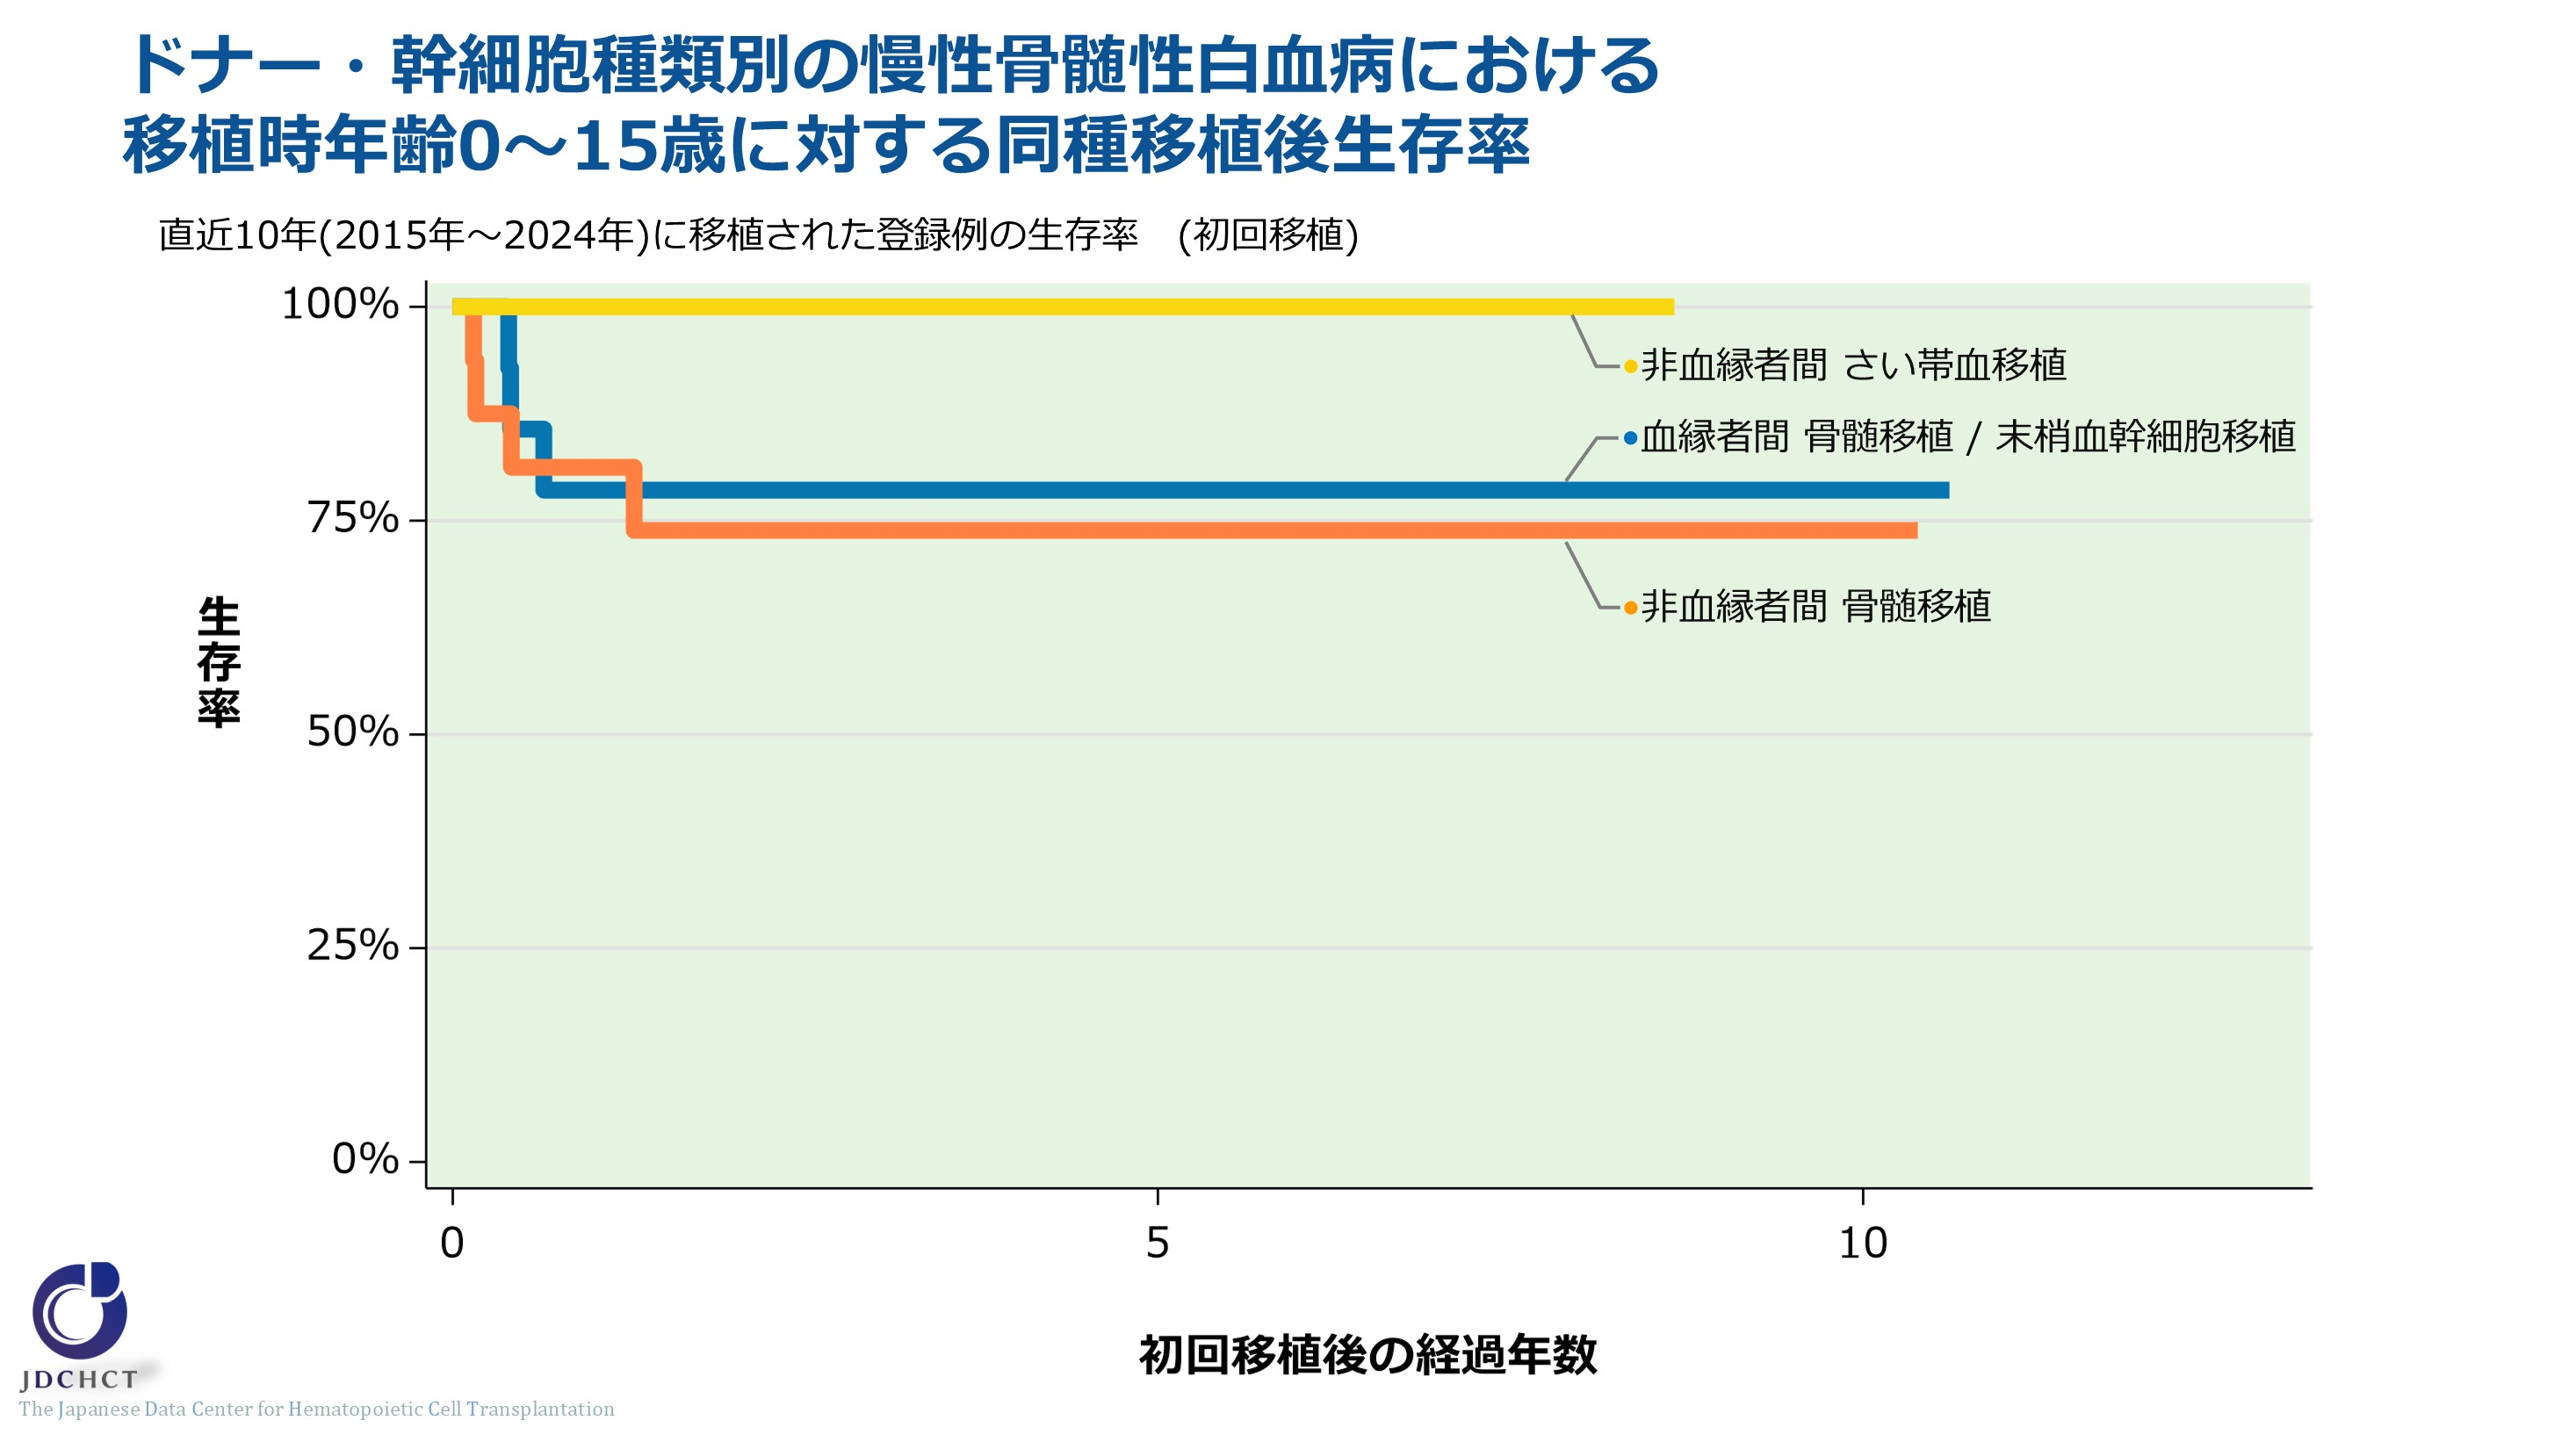 ドナー・幹細胞種類別の慢性骨髄性白血病における
移植時年齢0～15歳に対する同種移植後生存率
直近10年(2015年～2024年)に移植された登録例の生存率　(初回移植)
100%
75%
50%
25%
0%
生存率
非血縁者間 さい帯血移植
血縁者間 骨髄移植 / 末梢血幹細胞移植
非血縁者間 骨髄移植
0
5
10
初回移植後の経過年数
JDCHCT
The Japanese Data Center for Hematopoietic Cell Transplantation